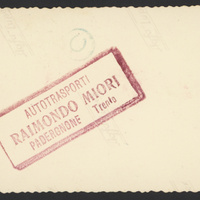 AUTOTRASPORTI
RAIMONDO MIORI
PADERGNONE Trento